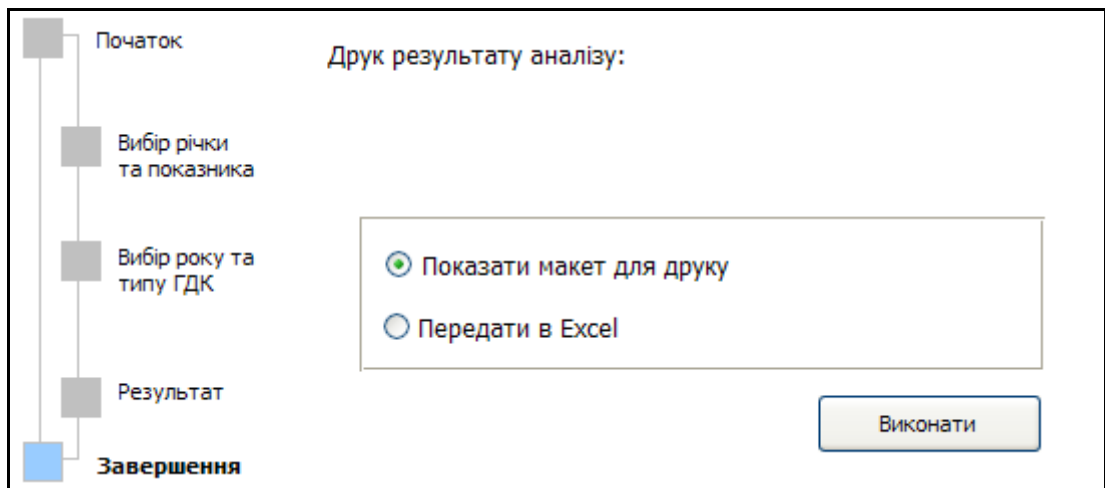 Початок
Друк результату аналізу:
Вибір річки
та показника
Вибір року та
типу ГДК
Показати макет для друку
Передати в Excel
Результат
Виконати
Завершення